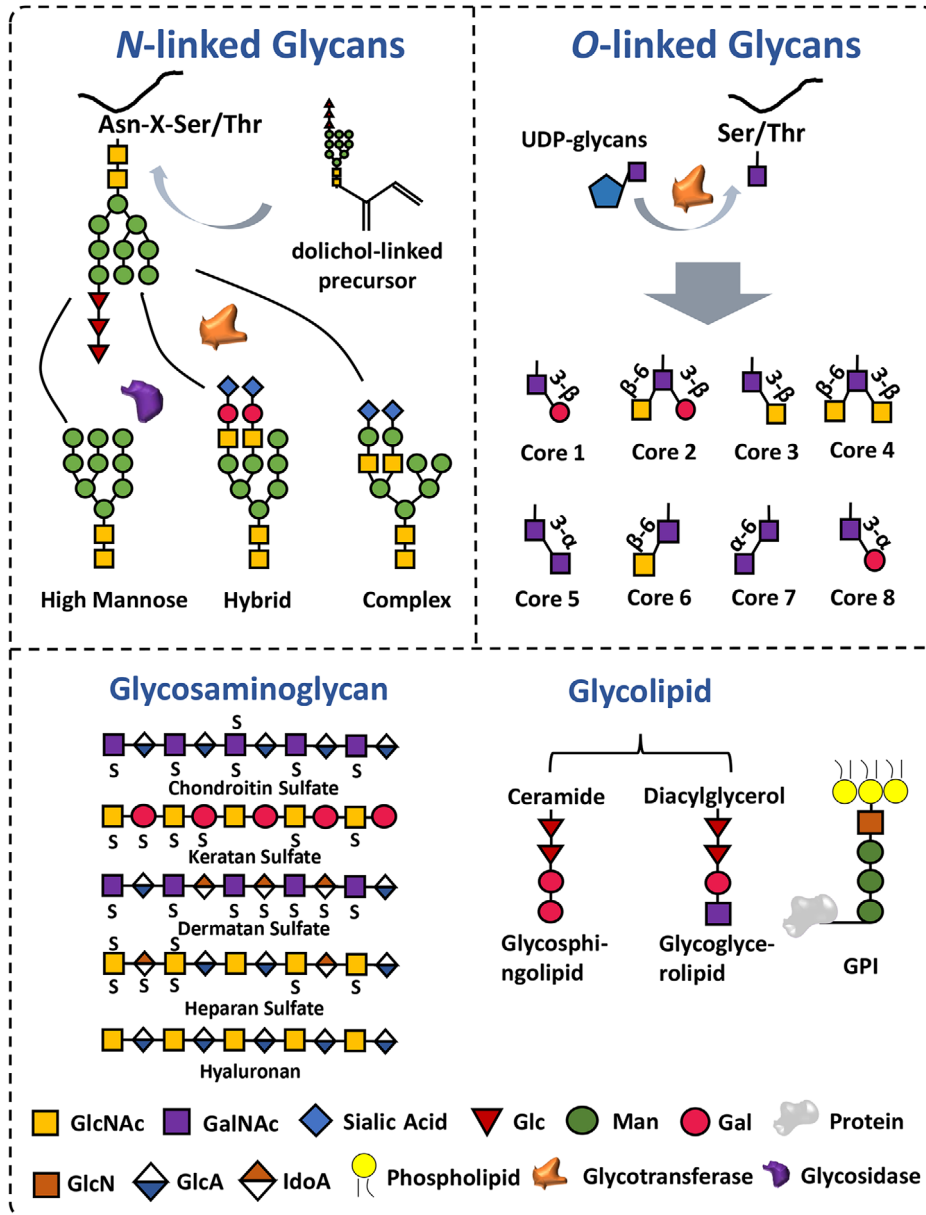 N-linked Glycans
Asn-X-Ser/Thr
dolichol-linked
precursor
High Mannose
Hybrid
Complex
O-linked Glycans
UDP-glycans
Ser/Thr
3-β
β-6
3-β
3-β
β-6
3-β
Core 1
Core 2
Core 3
Core 4
3-α
β-6
α-6
3-α
Core 5
Core 6
Core 7
Core 8
Glycosaminoglycan
S
S S S S
Chondroitin Sulfate
S S S S S S
Keratan Sulfate
S S S S S S
Dermatan Sulfate
S S
S S S S S
Heparan Sulfate
Hyaluronan
Glycolipid
Ceramide
Diacylglycerol
Glycosphi-
ngolipid
Glycoglyce-
rolipid
GPI
GlcNAc
GalNAc
Sialic Acid
Glc
Man
Gal
Protein
GlcN
GlcA
IdoA
Phospholipid
Glycotransferase
Glycosidase